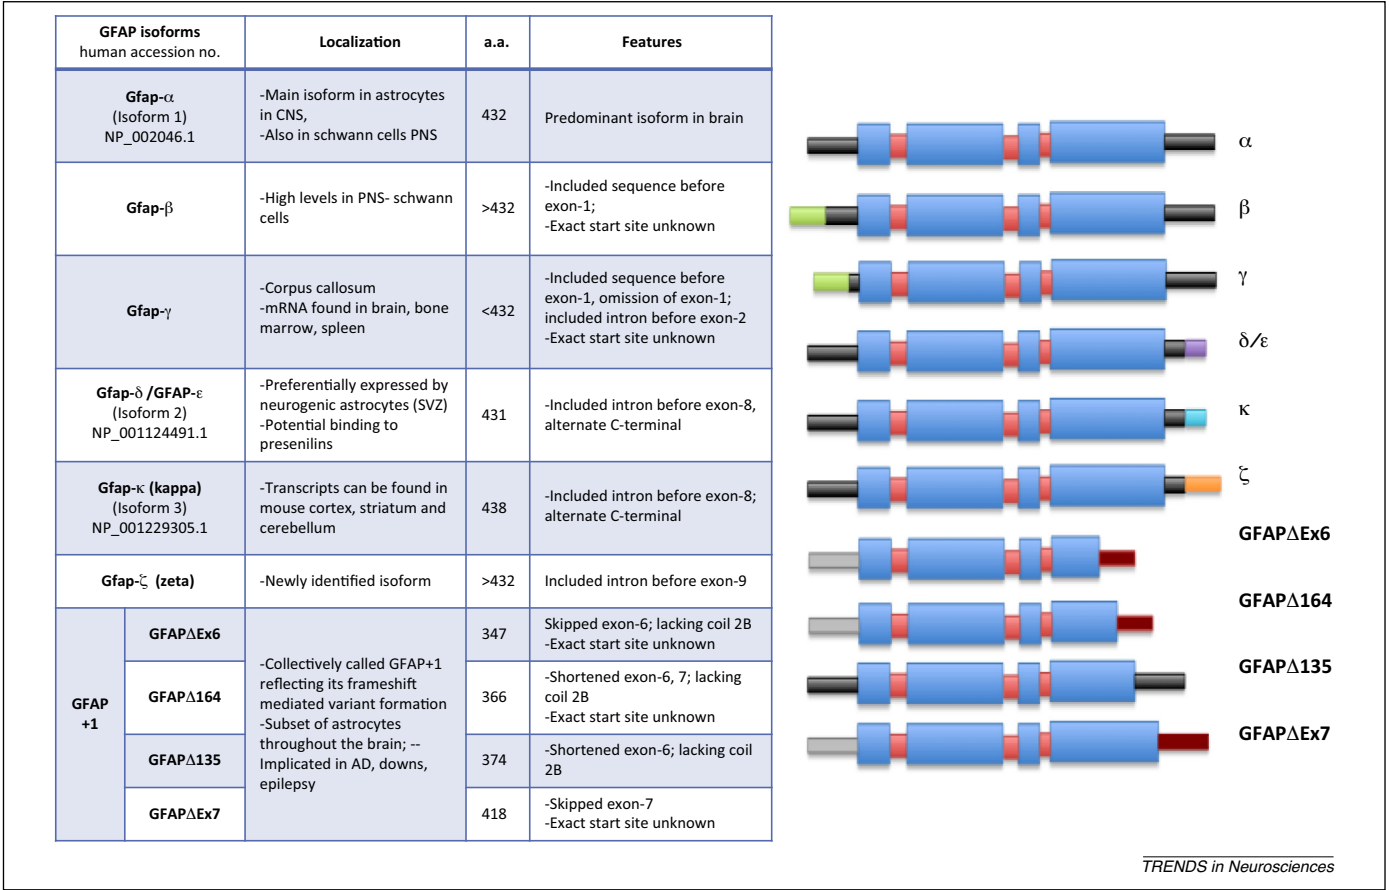 GFAP isoforms
human accession no.
Localization
a.a.
Features
Gfap-α
(Isoform 1)
NP_002046.1
-Main isoform in astrocytes
in CNS,
-Also in schwann cells PNS
432
Predominant isoform in brain
Gfap-β
-High levels in PNS- schwann
cells
>432
-Included sequence before
exon-1;
-Exact start site unknown
Gfap-γ
-Corpus callosum
-mRNA found in brain, bone
marrow, spleen
<432
-Included sequence before
exon-1, omission of exon-1;
included intron before exon-2
-Exact start site unknown
Gfap-δ /GFAP-ε
(Isoform 2)
NP_001124491.1
-Preferentially expressed by
neurogenic astrocytes (SVZ)
-Potential binding to
presenilins
431
-Included intron before exon-8,
alternate C-terminal
Gfap-κ (kappa)
(Isoform 3)
NP_001229305.1
-Transcripts can be found in
mouse cortex, striatum and
cerebellum
438
-Included intron before exon-8;
alternate C-terminal
Gfap-ζ (zeta)
-Newly identified isoform
>432
Included intron before exon-9
GFAP
+1
GFAPΔEx6
-Collectively called GFAP+1
reflecting its frameshift
mediated variant formation
-Subset of astrocytes
throughout the brain; --
Implicated in AD, downs,
epilepsy
347
Skipped exon-6; lacking coil 2B
-Exact start site unknown
GFAPΔ164
366
-Shortened exon-6, 7; lacking
coil 2B
-Exact start site unknown
GFAPΔ135
374
-Shortened exon-6; lacking coil
2B
GFAPΔEx7
418
-Skipped exon-7
-Exact start site unknown
α
β
γ
δ/ε
κ
ζ
GFAPΔEx6
GFAPΔ164
GFAPΔ135
GFAPΔEx7
TRENDS in Neurosciences